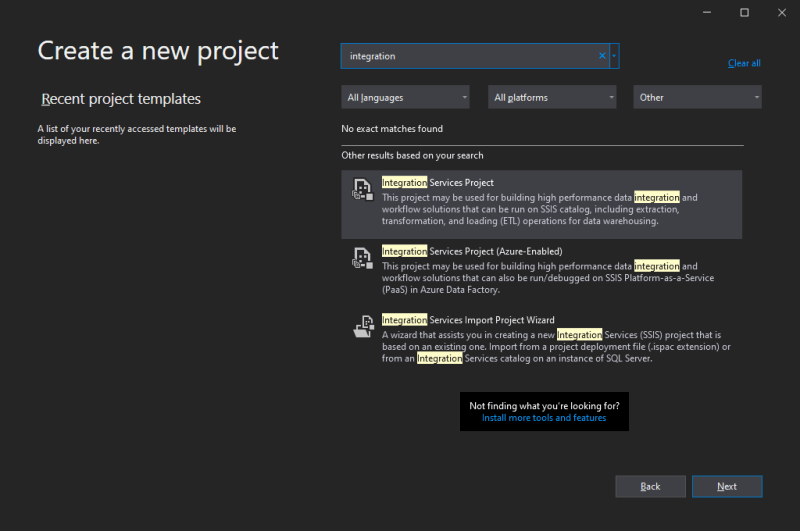 Create a new project
integration
Clear all
Recent project templates
All languages
All platforms
Other
A list of your recently accessed templates will
be displayed here.
No exact matches found
Other results based on your search
Integration Services Project
This project may be used for building high performance data integration and
workflow solutions that can be run on SSIS catalog, including extraction,
transformation, and loading (ETL) operations for data warehousing.
Integration Services Project (Azure-Enabled)
This project may be used for building high performance data integration and
workflow solutions that can also be run/debugged on SSIS Platform-as-a-Service
(PaaS) in Azure Data Factory.
Integration Services Import Project Wizard
A wizard that assists you in creating a new Integration Services (SSIS) project that is
based on an existing one. Import from a project deployment file (.ispac extension) or
from an Integration Services catalog on an instance of SQL Server.
Not finding what you're looking for?
Install more tools and features
Back
Next